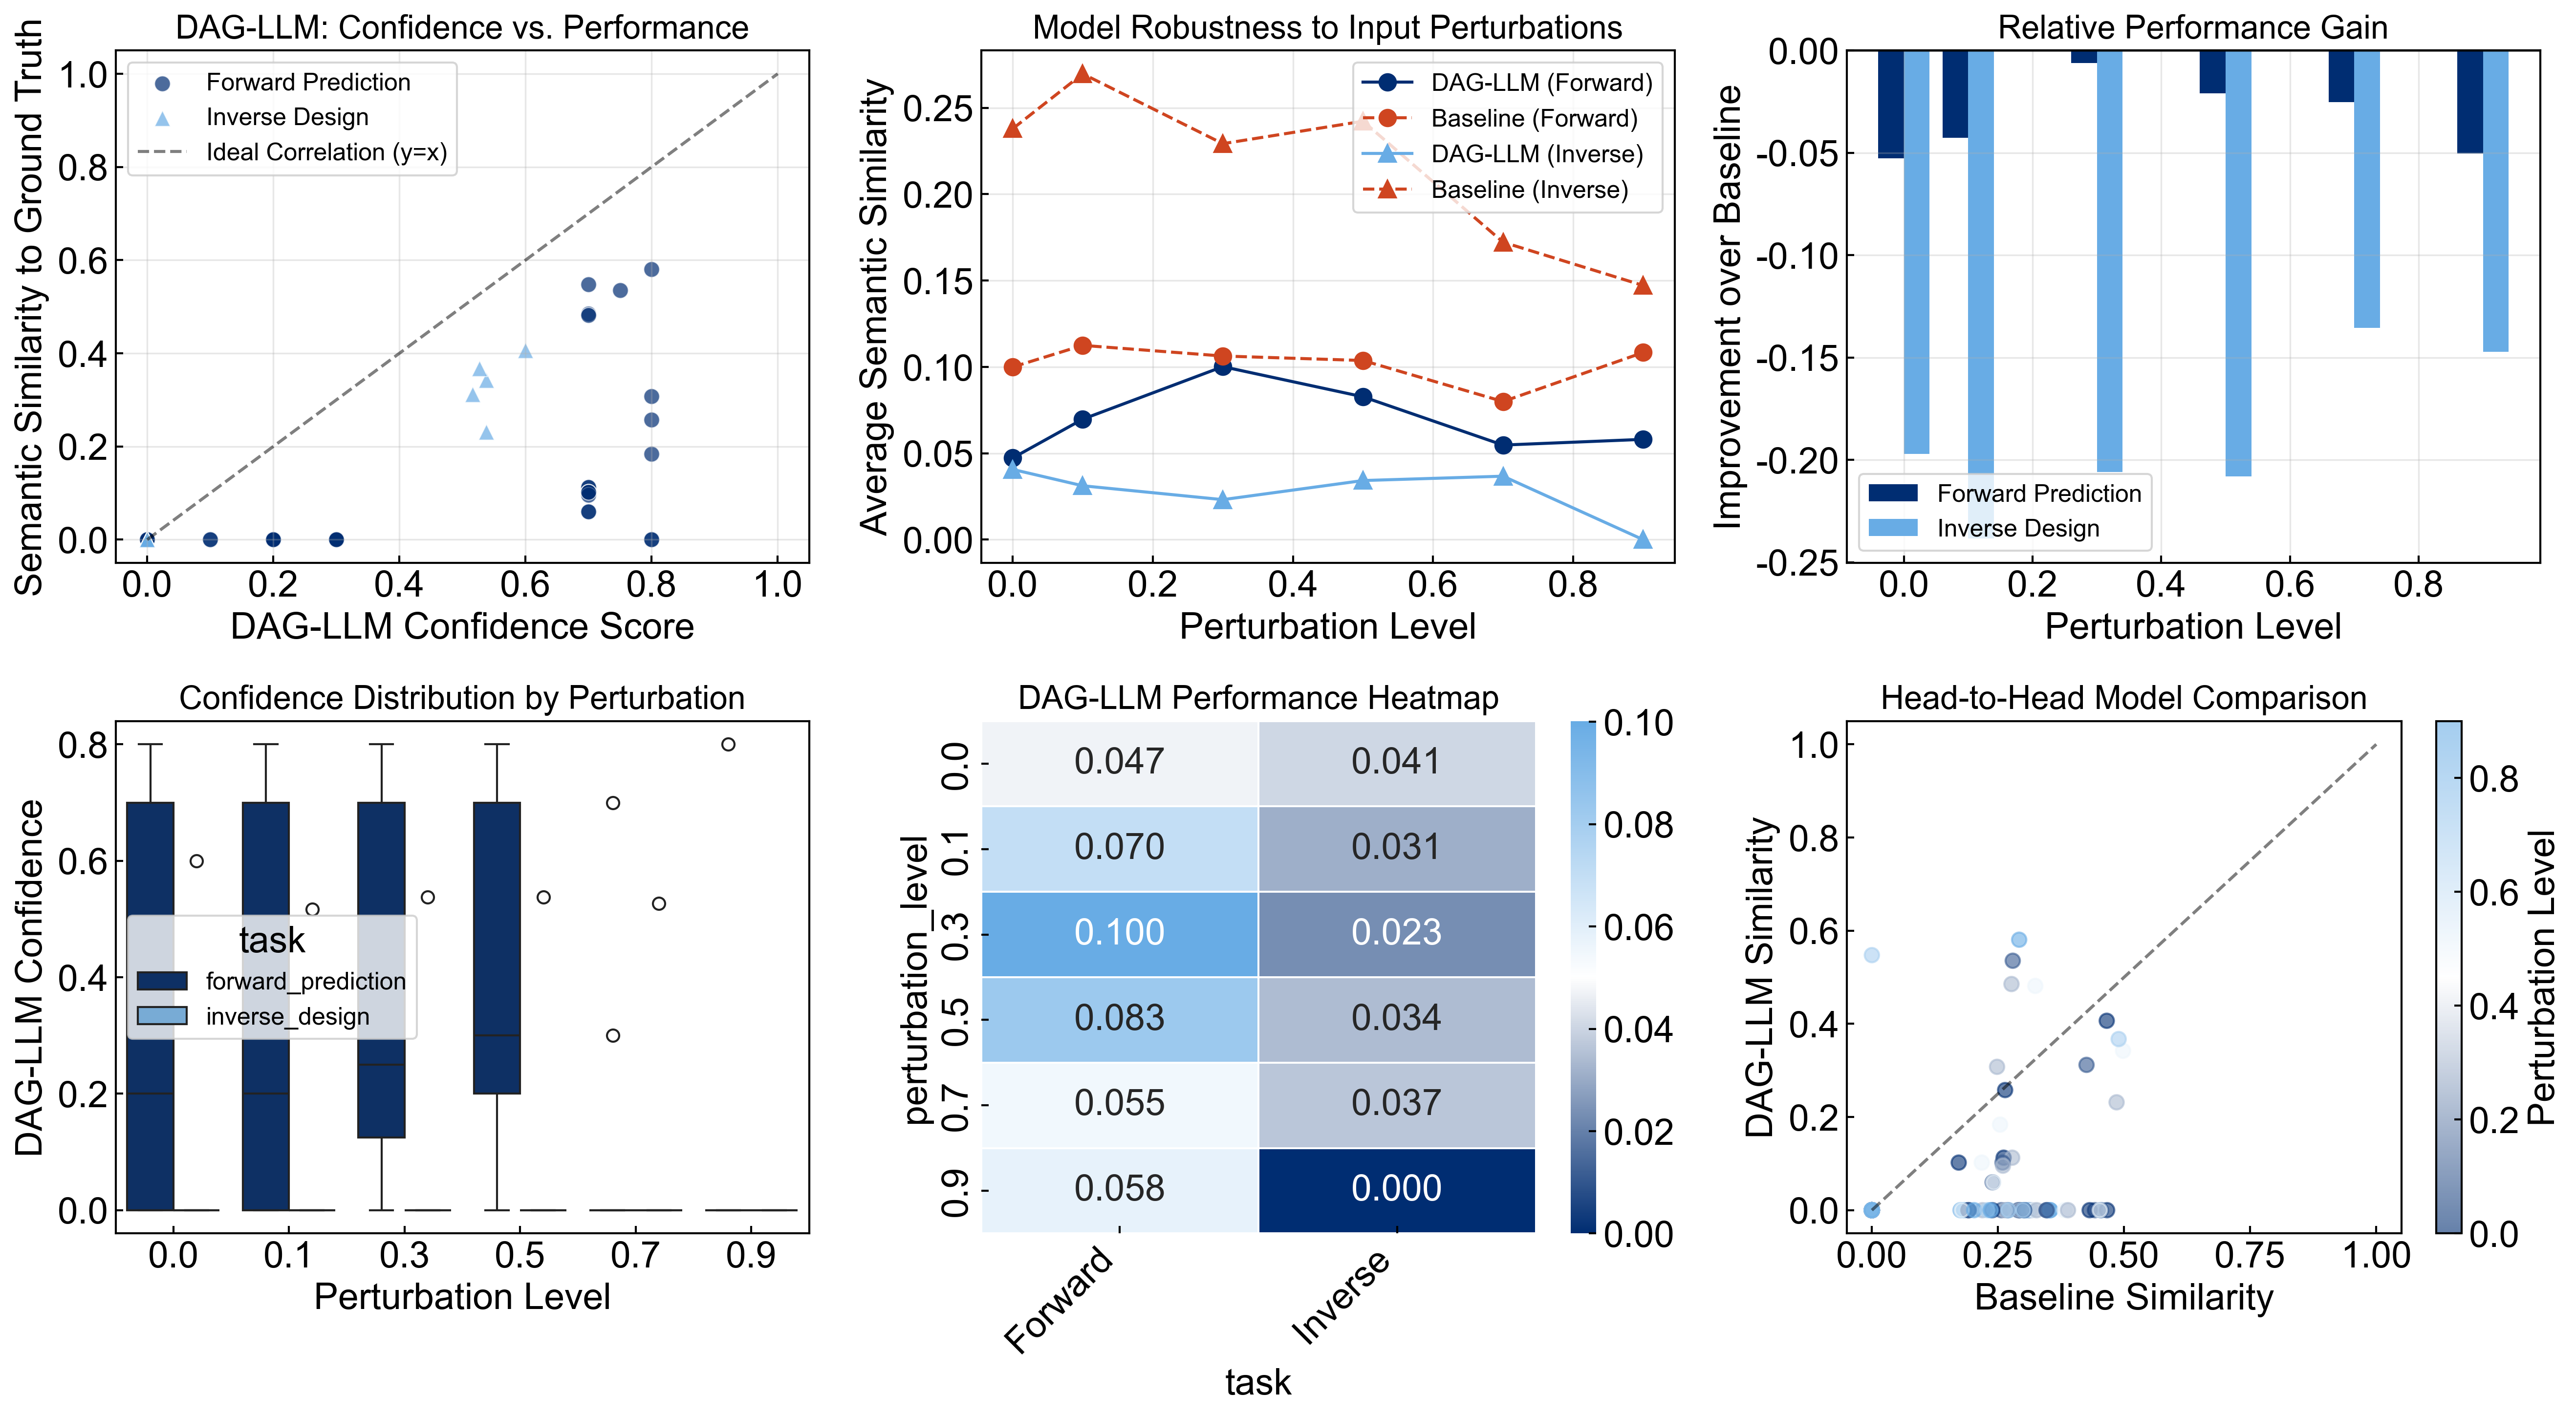 DAG-LLM: Confidence vs. Performance
Semantic Similarity to Ground Truth
1.0
0.8
0.6
0.4
0.2
0.0
Forward Prediction
Inverse Design
Ideal Correlation (y=x)
0.0 0.2 0.4 0.6 0.8 1.0
DAG-LLM Confidence Score
Model Robustness to Input Perturbations
Average Semantic Similarity
0.25
0.20
0.15
0.10
0.05
0.00
DAG-LLM (Forward)
Baseline (Forward)
DAG-LLM (Inverse)
Baseline (Inverse)
0.0 0.2 0.4 0.6 0.8
Perturbation Level
Relative Performance Gain
Improvement over Baseline
0.00
-0.05
-0.10
-0.15
-0.20
-0.25
Forward Prediction
Inverse Design
0.0 0.2 0.4 0.6 0.8
Perturbation Level
Confidence Distribution by Perturbation
DAG-LLM Confidence
0.8
0.6
0.4
0.2
0.0
task
forward_prediction
inverse_design
0.0 0.1 0.3 0.5 0.7 0.9
Perturbation Level
DAG-LLM Performance Heatmap
perturbation_level
0.0 0.047 0.041
0.1 0.070 0.031
0.3 0.100 0.023
0.5 0.083 0.034
0.7 0.055 0.037
0.9 0.058 0.000
Forward Inverse
task
0.10
0.08
0.06
0.04
0.02
0.00
Head-to-Head Model Comparison
DAG-LLM Similarity
1.0
0.8
0.6
0.4
0.2
0.0
0.00 0.25 0.50 0.75 1.00
Baseline Similarity
0.8
0.6
0.4
0.2
0.0
Perturbation Level